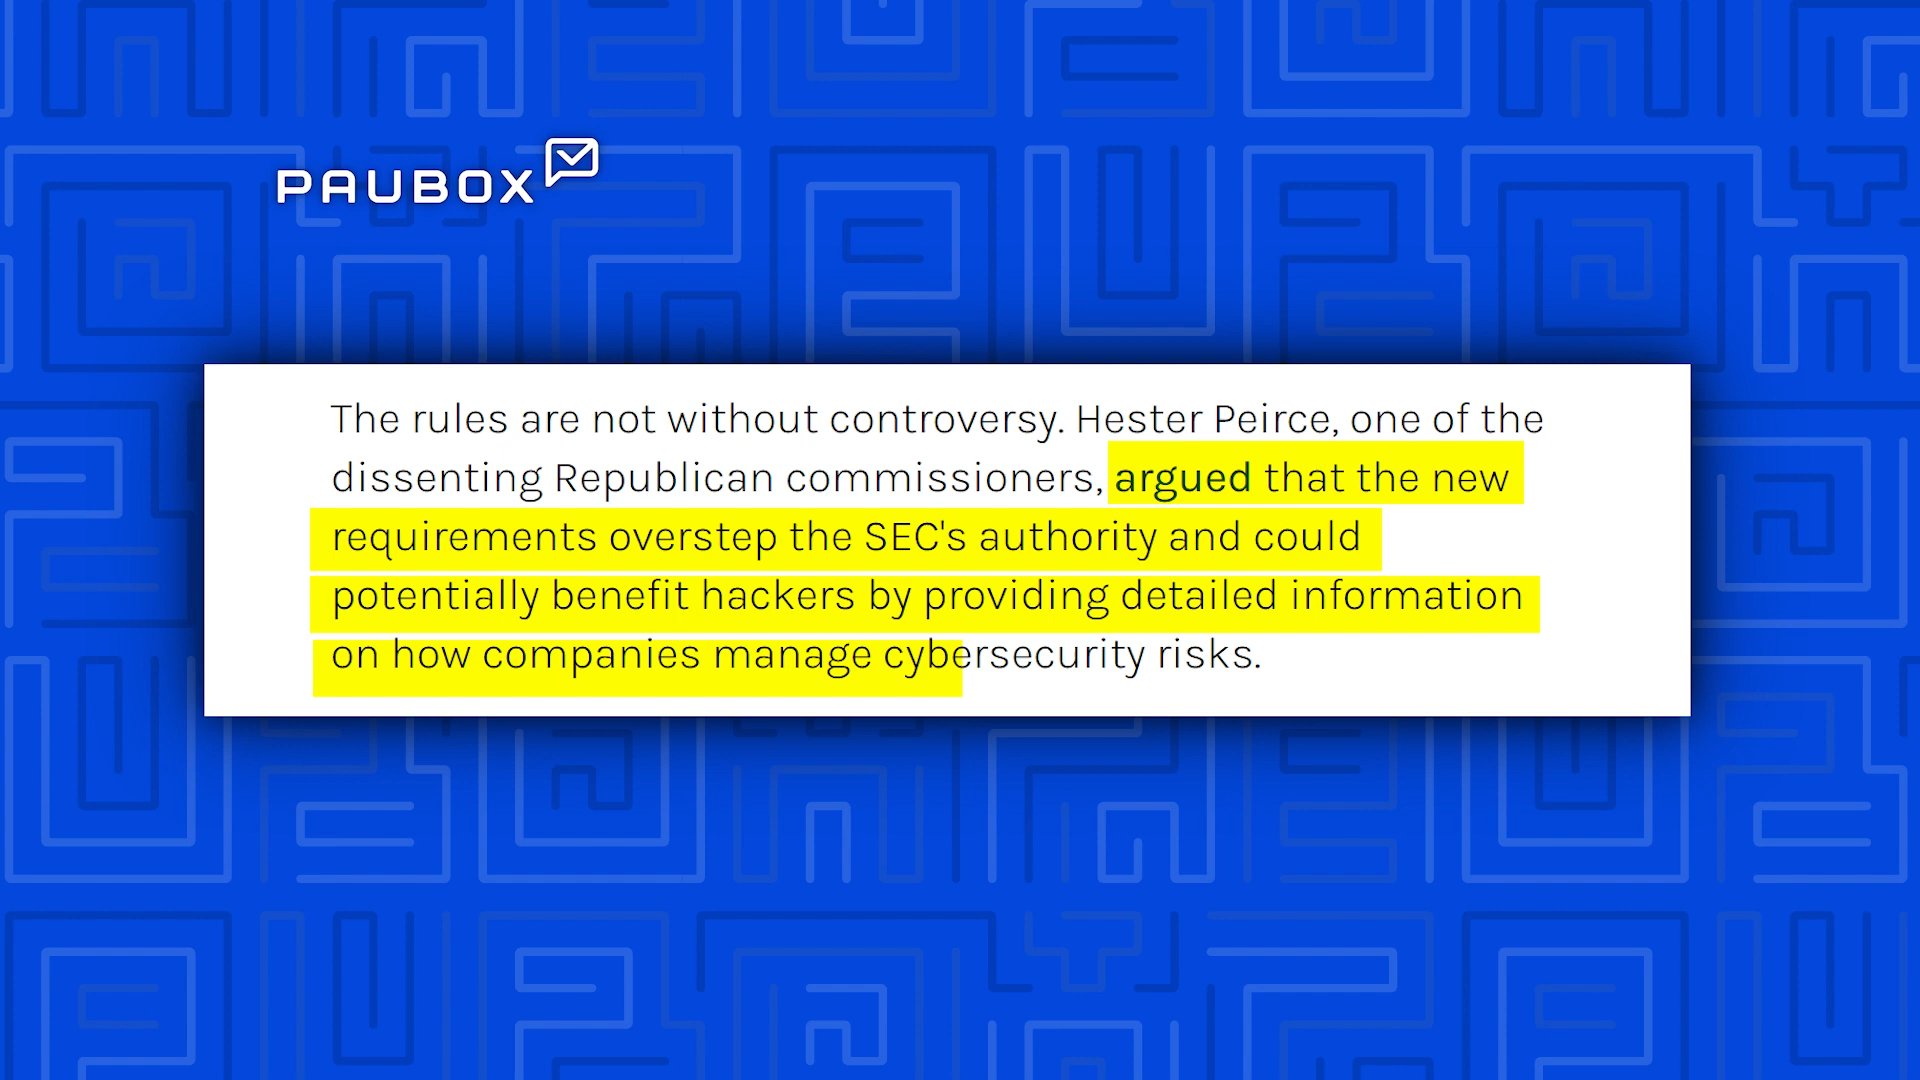 PAUBOX
The rules are not without controversy. Hester Peirce, one of the
dissenting Republican commissioners, argued that the new
requirements overstep the SEC's authority and could
potentially benefit hackers by providing detailed information
on how companies manage cybersecurity risks.